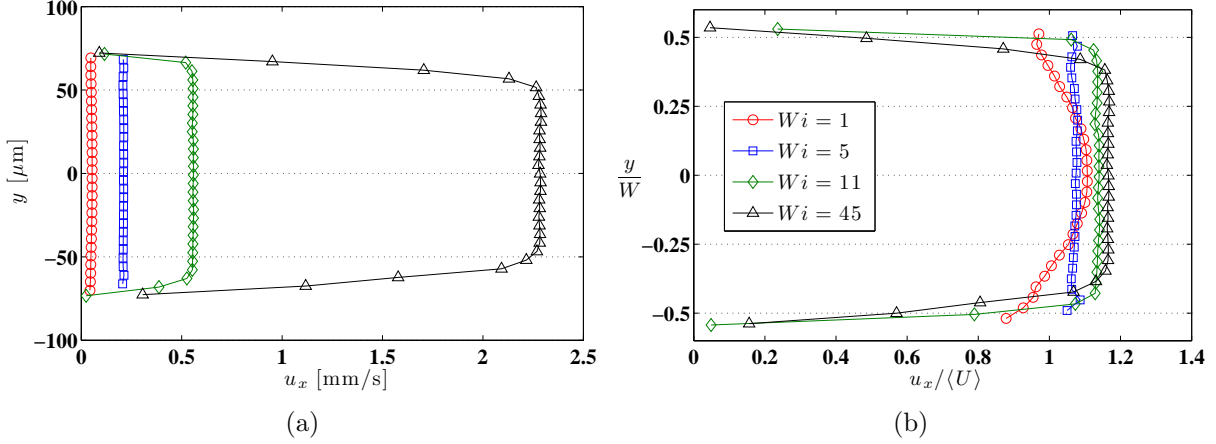 100
50
0
−50
−100
y [µm]
0
0.5
1
1.5
2
2.5
u_x [mm/s]
(a)
0.5
0.25
0
−0.25
−0.5
y/W
Wi = 1
Wi = 5
Wi = 11
Wi = 45
0
0.2
0.4
0.6
0.8
1
1.2
1.4
u_x/⟨U⟩
(b)